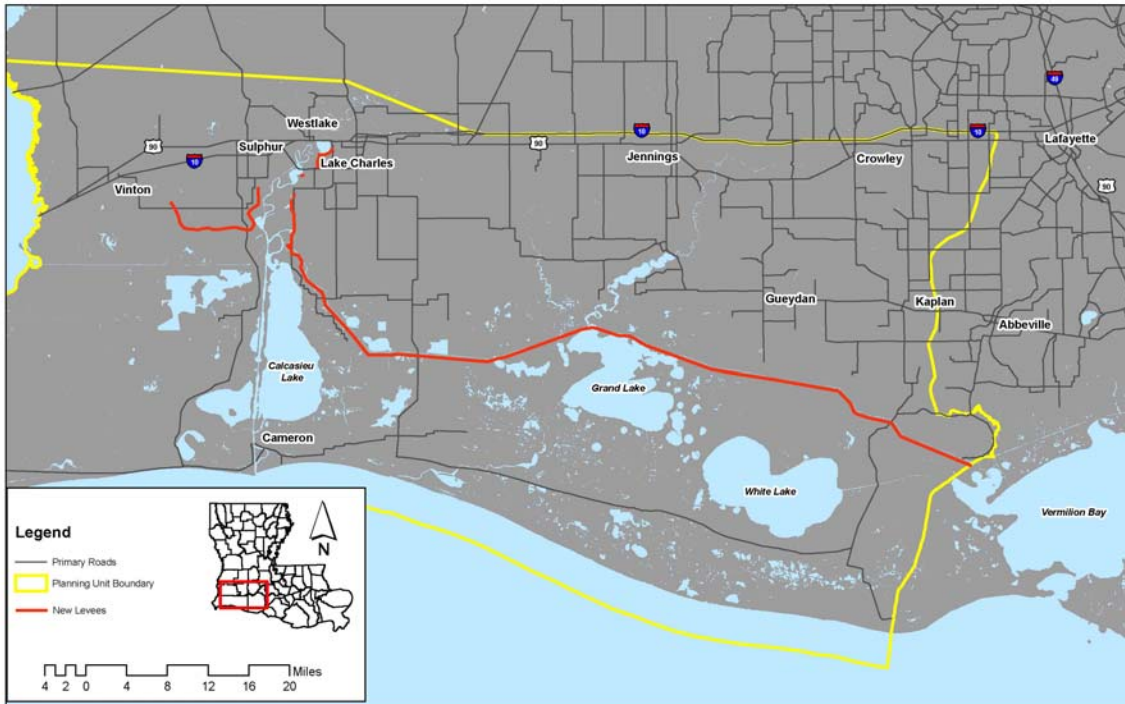 49
Westlake
10
10
90
90
Sulphur
Lafayette
10
Lake Charles
Jennings
Crowley
Vinton
90
Gueydan
Kaplan
Abbeville
Calcasieu
Lake
Grand Lake
Cameron
White Lake
Vermilion Bay
Legend
N
Primary Roads
Planning Unit Boundary
New Levees
Miles
4 2 0 4 8 12 16 20